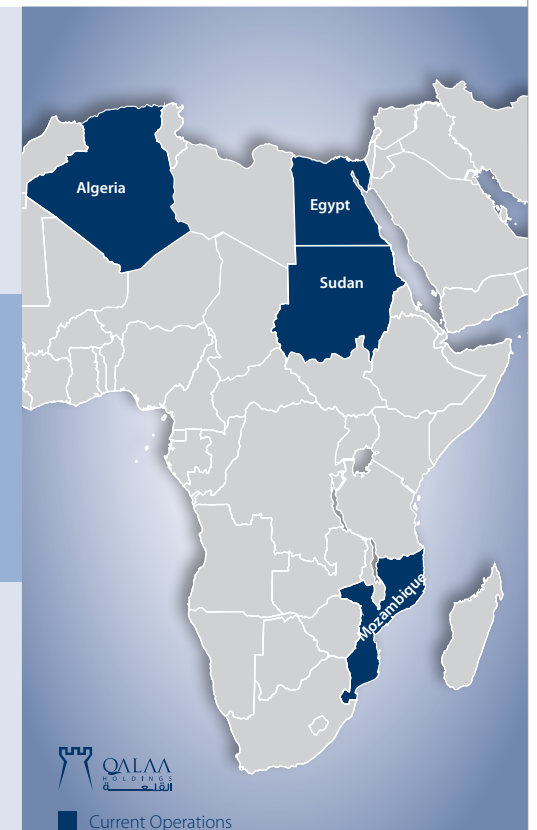 Algeria
Egypt
Sudan
Mozambique
QALAA
HOLDINGS
القلعة
Current Operations